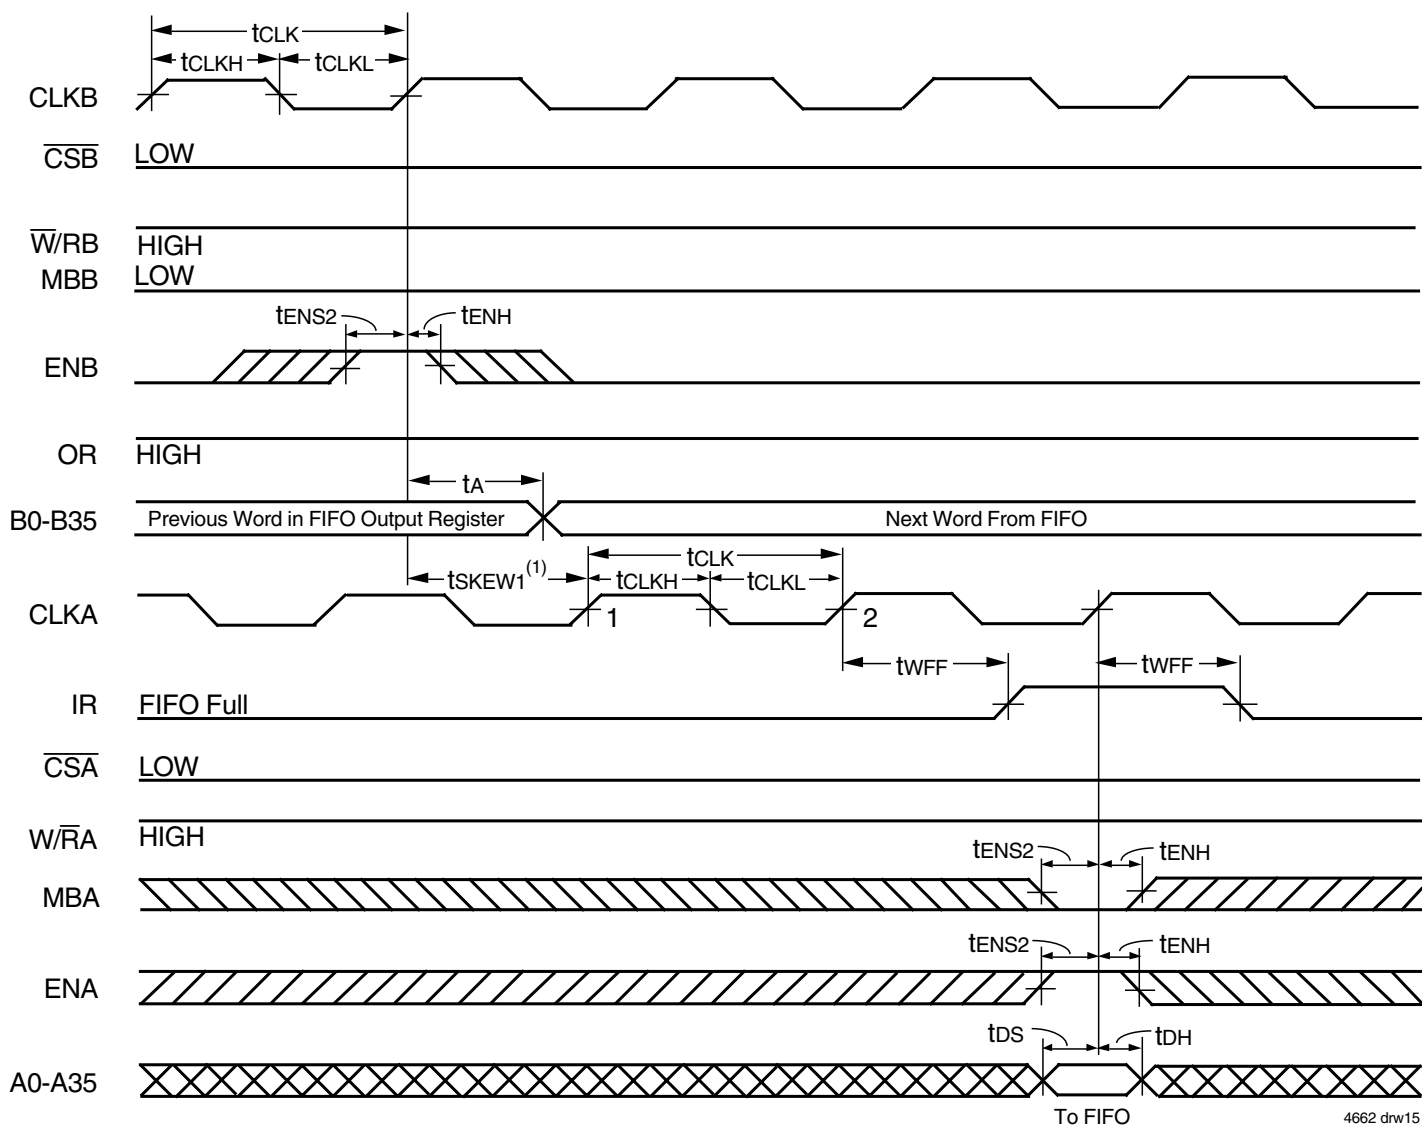 tCLK
tCLKH tCLKL
CLKB
CSB LOW
W/RB HIGH
MBB LOW
tENS2 tENH
ENB
OR HIGH
tA
B0-B35 Previous Word in FIFO Output Register Next Word From FIFO
tCLK
tSKEW1(1) tCLKH tCLKL
CLKA 1 2
tWFF tWFF
IR FIFO Full
CSA LOW
W/RA HIGH
tENS2 tENH
MBA
tENS2 tENH
ENA
tDS tDH
A0-A35
To FIFO 4662 drw15